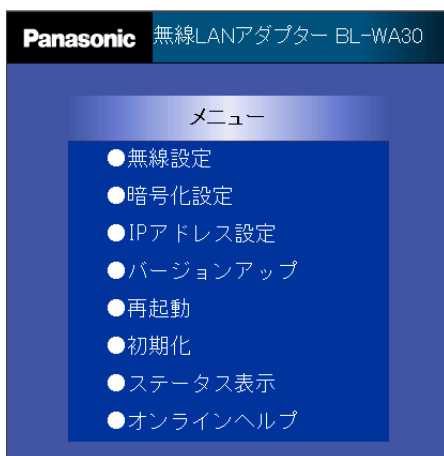 Panasonic 無線LANアダプター BL-WA30
メニュー
●無線設定
●暗号化設定
●IPアドレス設定
●バージョンアップ
●再起動
●初期化
●ステータス表示
●オンラインヘルプ